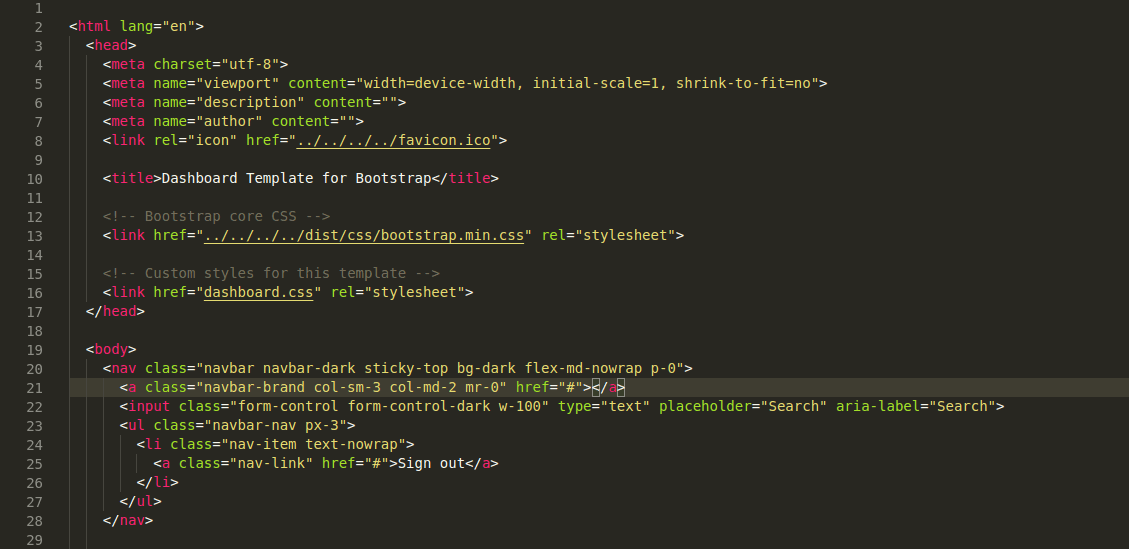 1
2 <html lang="en">
3 <head>
4 <meta charset="utf-8">
5 <meta name="viewport" content="width=device-width, initial-scale=1, shrink-to-fit=no">
6 <meta name="description" content="">
7 <meta name="author" content="">
8 <link rel="icon" href="../../../../favicon.ico">
9
10 <title>Dashboard Template for Bootstrap</title>
11
12 <!-- Bootstrap core CSS -->
13 <link href="../../../../dist/css/bootstrap.min.css" rel="stylesheet">
14
15 <!-- Custom styles for this template -->
16 <link href="dashboard.css" rel="stylesheet">
17 </head>
18
19 <body>
20 <nav class="navbar navbar-dark sticky-top bg-dark flex-md-nowrap p-0">
21 <a class="navbar-brand col-sm-3 col-md-2 mr-0" href="#"></a>
22 <input class="form-control form-control-dark w-100" type="text" placeholder="Search" aria-label="Search">
23 <ul class="navbar-nav px-3">
24 <li class="nav-item text-nowrap">
25 <a class="nav-link" href="#">Sign out</a>
26 </li>
27 </ul>
28 </nav>
29